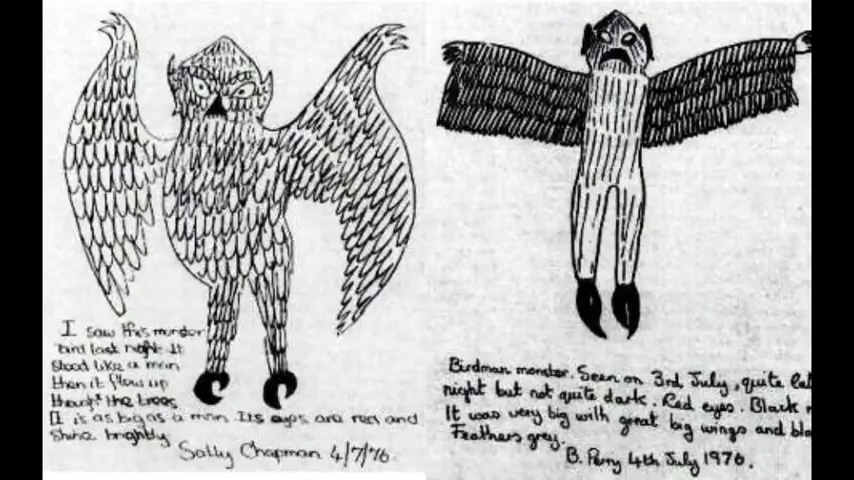 I saw this monster
bird last night. It
stood like a man
then it flew up
through the trees
It is as big as a man. Its eyes are red and
shine brightly
Sally Chapman 4/7/76.
Birdman monster. Seen on 3rd July, quite lat
night but not quite dark. Red eyes. Black m
It was very big with great big wings and bla
Feathers grey.
B. Perry 4th July 1976.